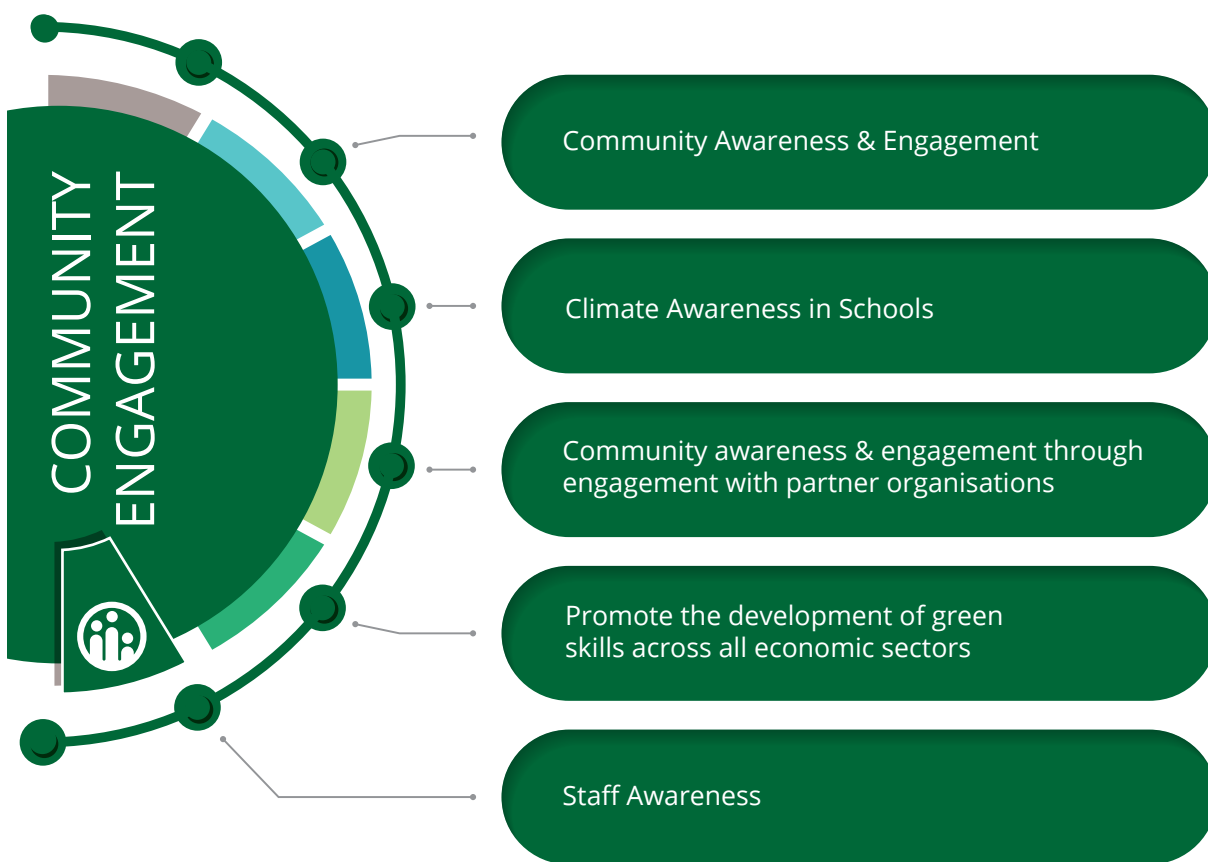 COMMUNITY
ENGAGEMENT
Community Awareness & Engagement
Climate Awareness in Schools
Community awareness & engagement through
engagement with partner organisations
Promote the development of green
skills across all economic sectors
Staff Awareness